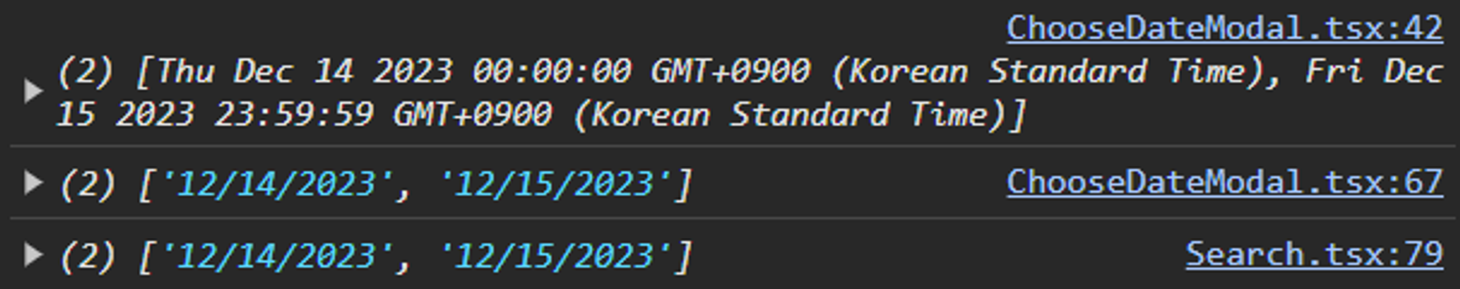 ChooseDateModal.tsx:42
(2) [Thu Dec 14 2023 00:00:00 GMT+0900 (Korean Standard Time), Fri Dec
15 2023 23:59:59 GMT+0900 (Korean Standard Time)]
(2) ['12/14/2023', '12/15/2023'] ChooseDateModal.tsx:67
(2) ['12/14/2023', '12/15/2023'] Search.tsx:79